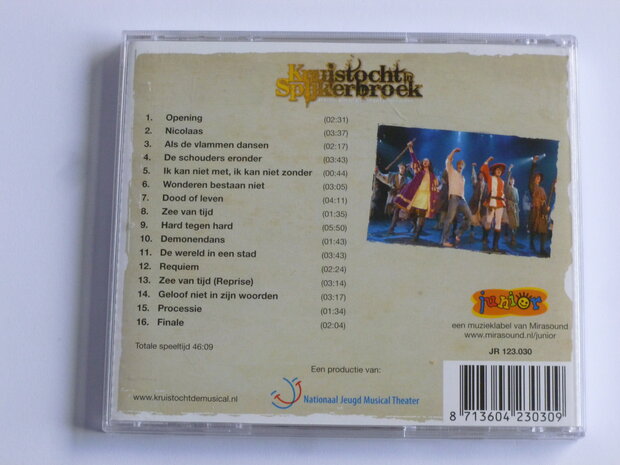 Kruistocht in
Spijkerbroek
1. Opening (02:31)
2. Nicolaas (03:37)
3. Als de vlammen dansen (02:17)
4. De schouders eronder (03:43)
5. Ik kan niet met, ik kan niet zonder (00:44)
6. Wonderen bestaan niet (03:05)
7. Dood of leven (04:11)
8. Zee van tijd (01:35)
9. Hard tegen hard (05:50)
10. Demonendans (01:43)
11. De wereld in een stad (03:43)
12. Requiem (02:24)
13. Zee van tijd (Reprise) (03:14)
14. Geloof niet in zijn woorden (03:17)
15. Processie (01:34)
16. Finale (02:04)
Totale speeltijd 46:09
junior
een muzieklabel van Mirasound
www.mirasound.nl/junior
JR 123.030
Een productie van:
www.kruistochtdemusical.nl
Nationaal Jeugd Musical Theater
8 713604 230309